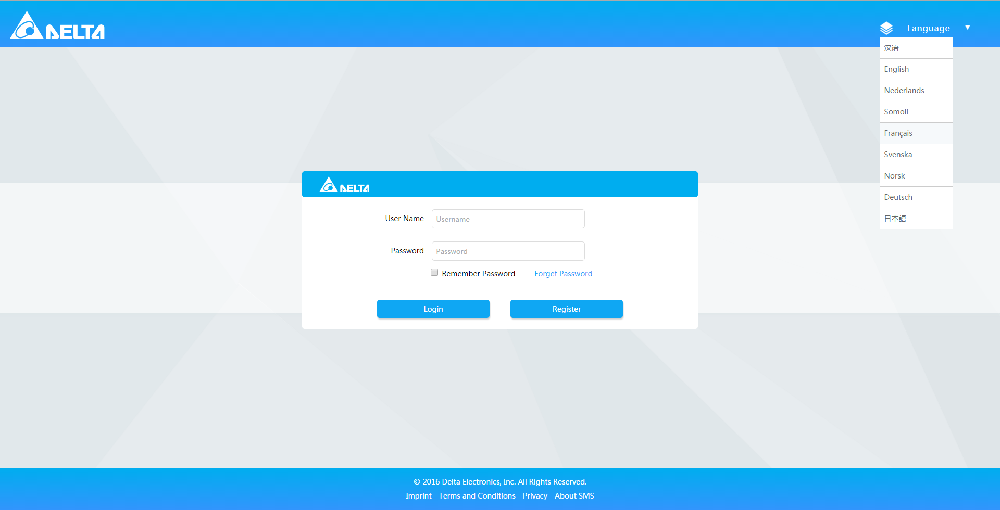 DELTA
Language ▼
汉语
English
Nederlands
Somoli
Français
Svenska
Norsk
Deutsch
日本語
DELTA
User Name
Username
Password
Password
Remember Password Forget Password
Login Register
© 2016 Delta Electronics, Inc. All Rights Reserved.
Imprint Terms and Conditions Privacy About SMS